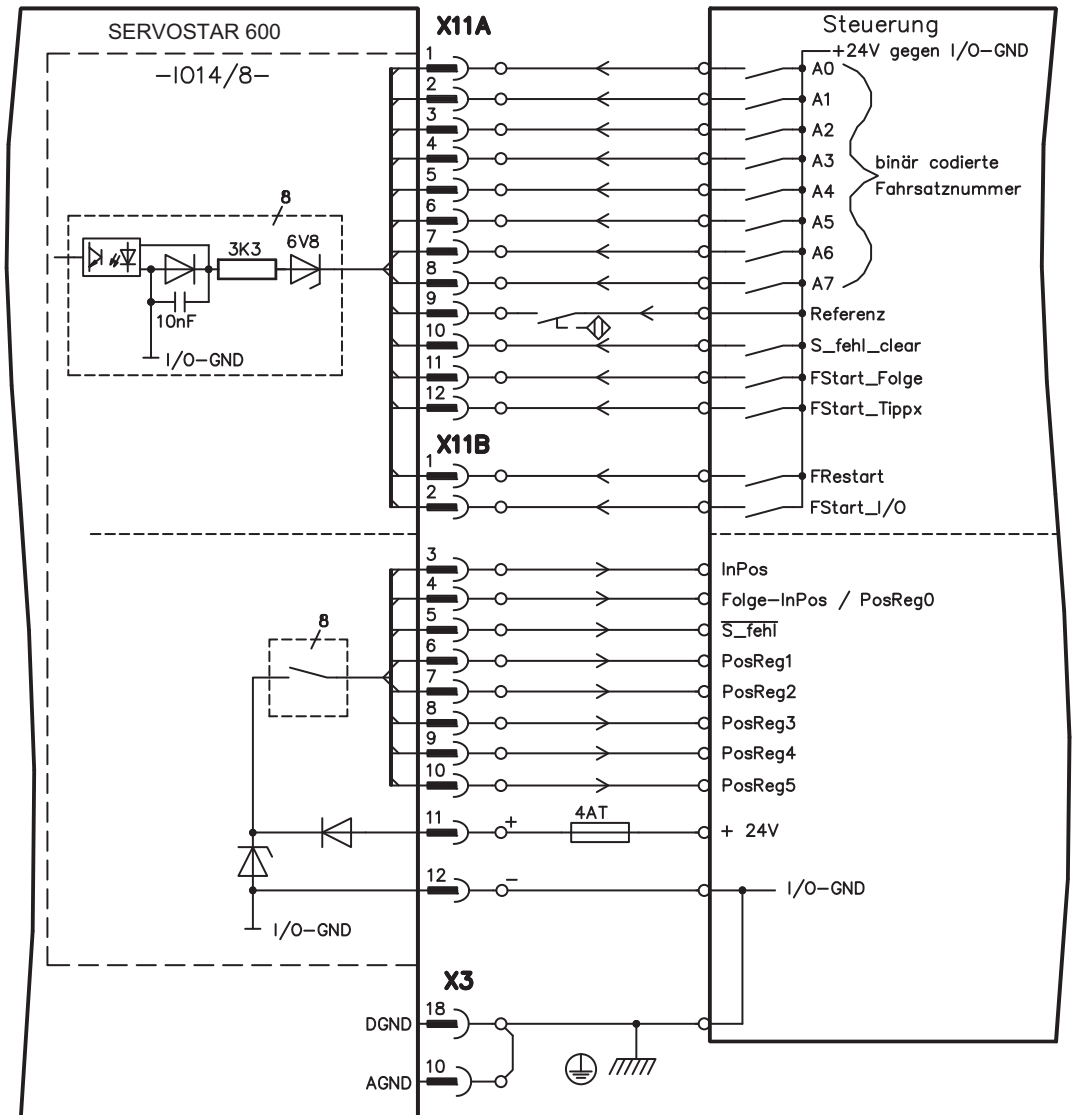 SERVOSTAR 600
-IO14/8-
X11A
Steuerung
+24V gegen I/O-GND
1
A0
2
A1
3
A2
4
A3
binär codierte
Fahrsatznummer
5
A4
6
A5
7
A6
8
A7
8
3K3
6V8
10nF
I/O-GND
9
Referenz
10
S_fehl_clear
11
FStart_Folge
12
FStart_Tippx
X11B
1
FRestart
2
FStart_I/O
3
InPos
4
Folge-InPos / PosReg0
5
S_fehl
8
6
PosReg1
7
PosReg2
8
PosReg3
9
PosReg4
10
PosReg5
11
+
4AT
+ 24V
12
−
I/O-GND
I/O-GND
X3
DGND
18
AGND
10